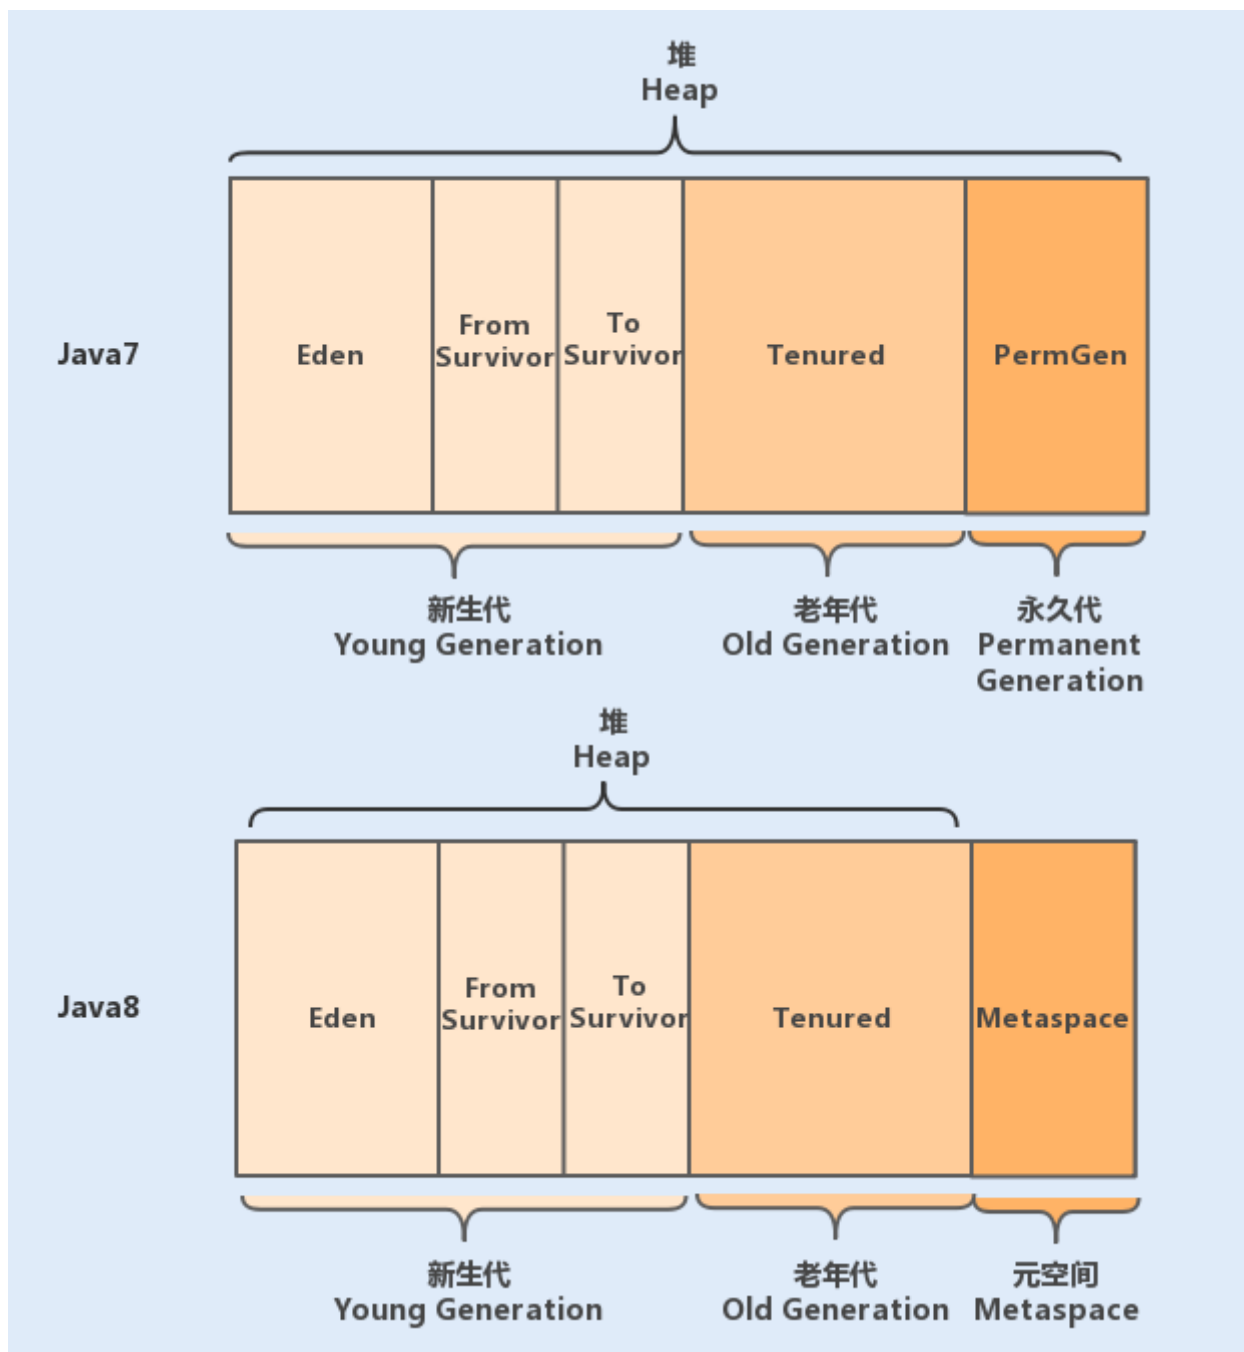 堆
Heap
Java7
Eden
From
Survivor
To
Survivor
Tenured
PermGen
新生代
Young Generation
老年代
Old Generation
永久代
Permanent
Generation
堆
Heap
Java8
Eden
From
Survivor
To
Survivor
Tenured
Metaspace
新生代
Young Generation
老年代
Old Generation
元空间
Metaspace